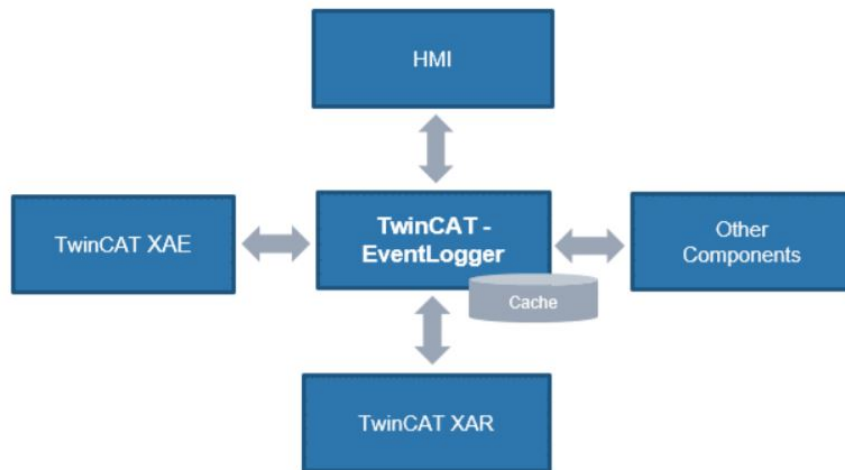 HMI
TwinCAT XAE
TwinCAT -
EventLogger
Other
Components
Cache
TwinCAT XAR